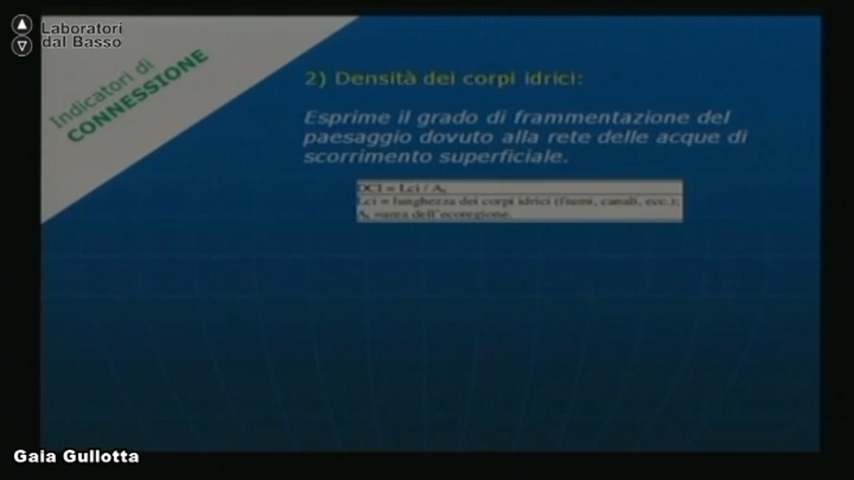 Laboratori
dal Basso
Indicatori di
CONNESSIONE
2) Densità dei corpi idrici:
Esprime il grado di frammentazione del
paesaggio dovuto alla rete delle acque di
scorrimento superficiale.
DCI = Lci / Aₑ
Lci = lunghezza dei corpi idrici (fiumi, canali, ecc.);
Aₑ =area dell'ecoregione.
Gaia Gullotta